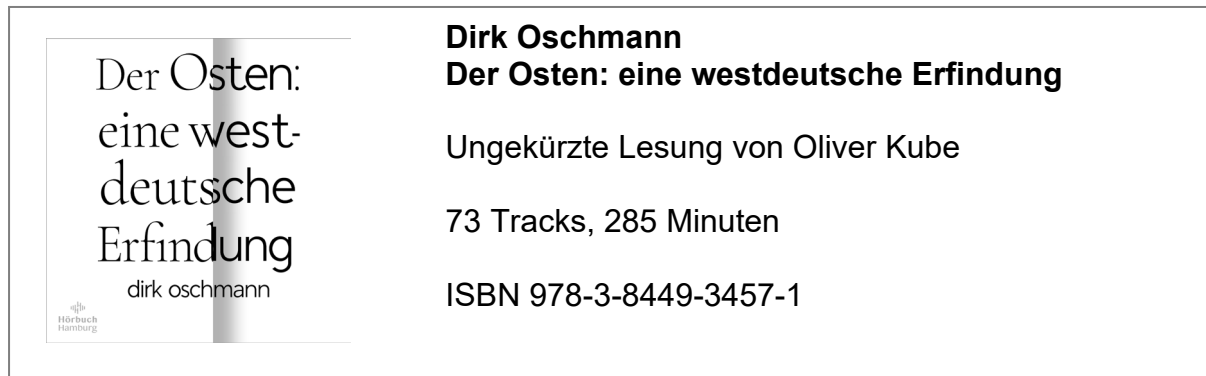 Der Osten:
eine west-
deutsche
Erfindung
dirk oschmann
Hörbuch
Hamburg
Dirk Oschmann
Der Osten: eine westdeutsche Erfindung
Ungekürzte Lesung von Oliver Kube
73 Tracks, 285 Minuten
ISBN 978-3-8449-3457-1